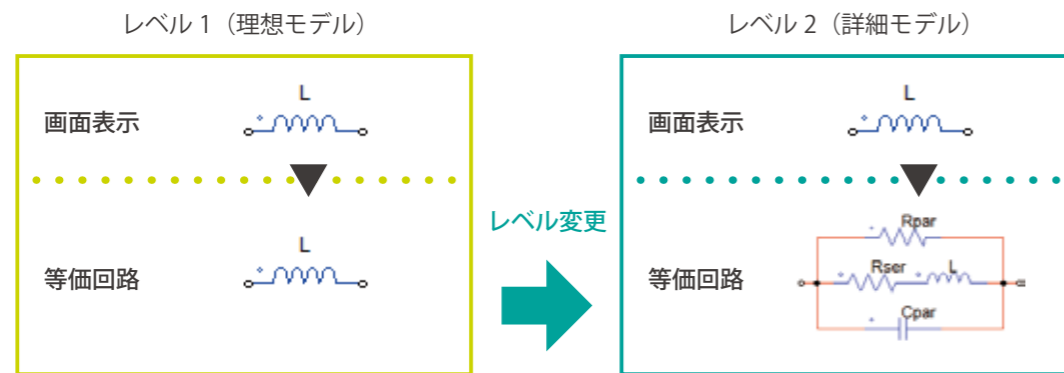 レベル 1（理想モデル）
レベル 2（詳細モデル）
画面表示
L
等価回路
L
レベル変更
画面表示
L
等価回路
Rpar
Rser
L
Cpar